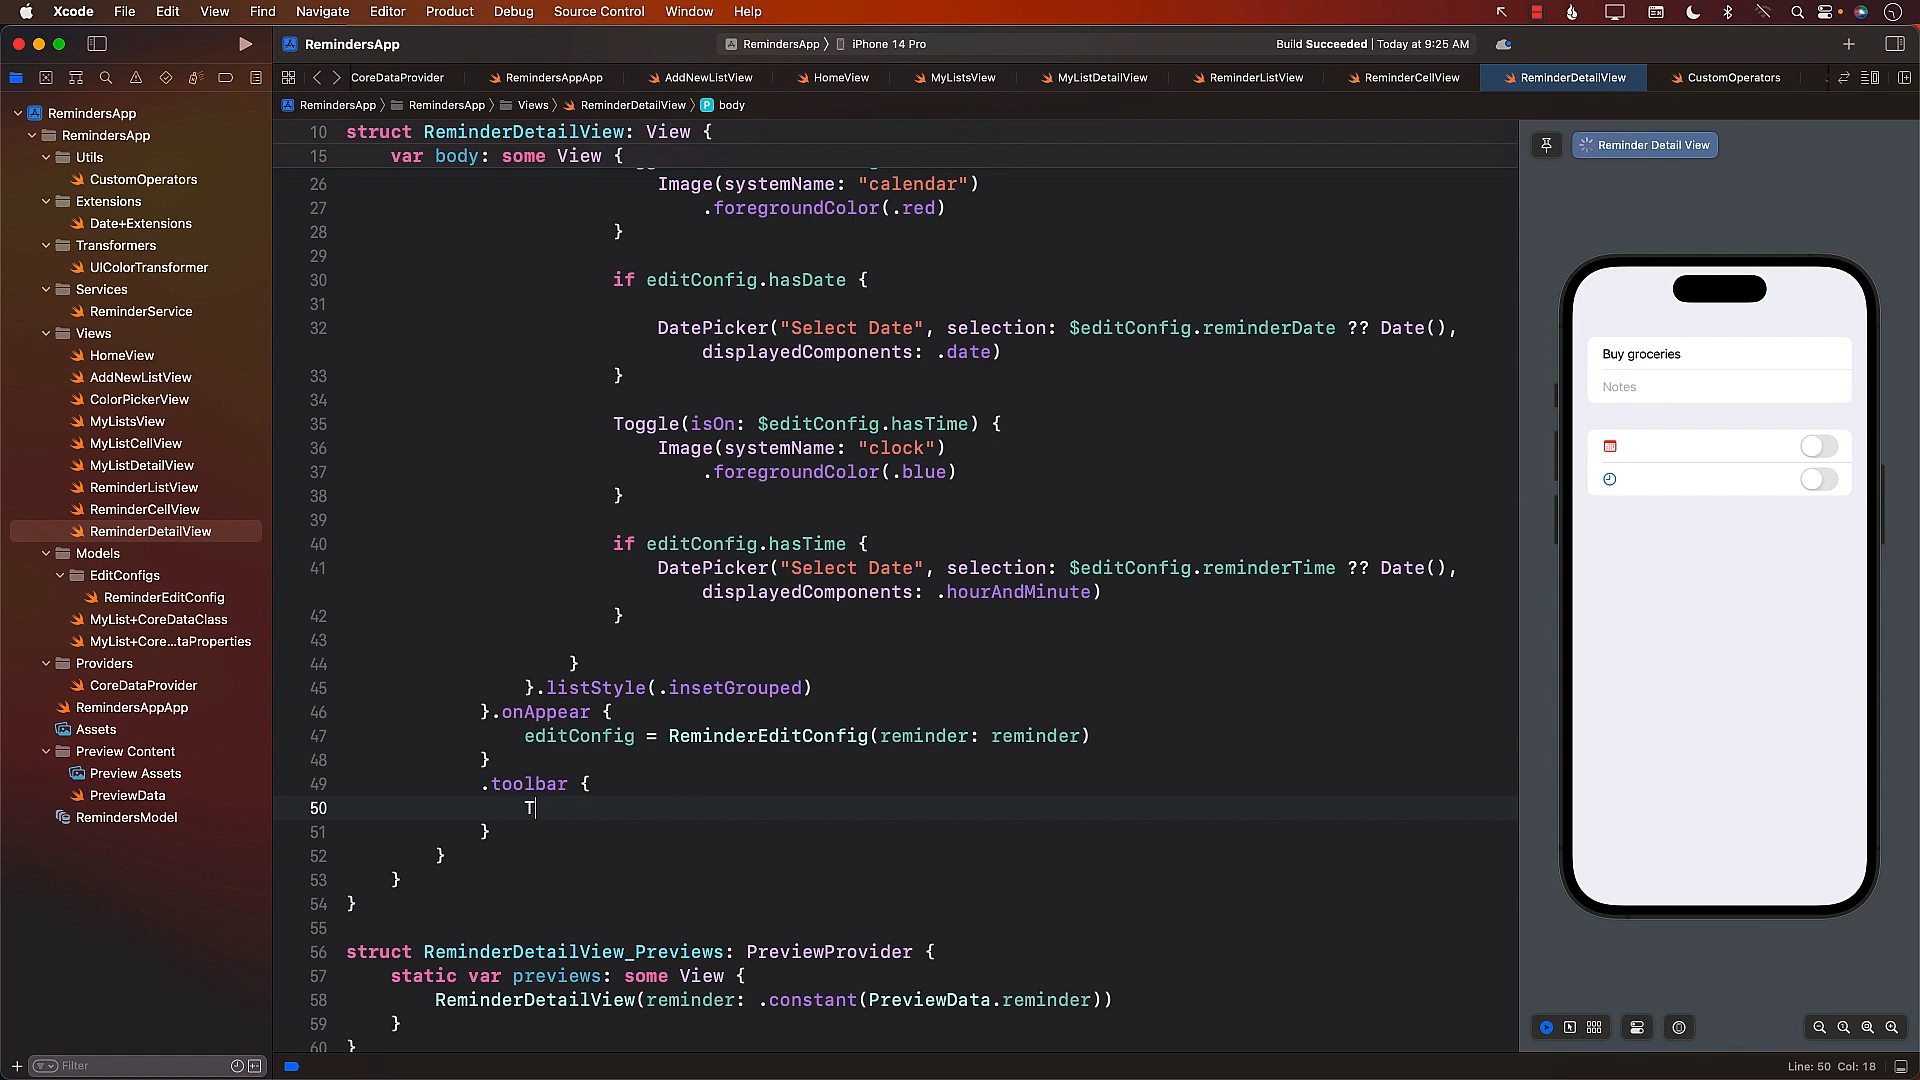 Xcode File Edit View Find Navigate Editor Product Debug Source Control Window Help
RemindersApp
RemindersApp 〉 iPhone 14 Pro
Build Succeeded | Today at 9:25 AM
CoreDataProvider RemindersAppApp AddNewListView HomeView MyListsView MyListDetailView ReminderListView ReminderCellView ReminderDetailView CustomOperators
RemindersApp 〉 RemindersApp 〉 Views 〉 ReminderDetailView 〉 P body
RemindersApp
RemindersApp
Utils
CustomOperators
Extensions
Date+Extensions
Transformers
UIColorTransformer
Services
ReminderService
Views
HomeView
AddNewListView
ColorPickerView
MyListsView
MyListCellView
MyListDetailView
ReminderListView
ReminderCellView
ReminderDetailView
Models
EditConfigs
ReminderEditConfig
MyList+CoreDataClass
MyList+Core...taProperties
Providers
CoreDataProvider
RemindersAppApp
Assets
Preview Content
Preview Assets
PreviewData
RemindersModel
Filter
10 struct ReminderDetailView: View {
15 var body: some View {
26 Image(systemName: "calendar")
27 .foregroundColor(.red)
28 }
29
30 if editConfig.hasDate {
31
32 DatePicker("Select Date", selection: $editConfig.reminderDate ?? Date(),
displayedComponents: .date)
33 }
34
35 Toggle(isOn: $editConfig.hasTime) {
36 Image(systemName: "clock")
37 .foregroundColor(.blue)
38 }
39
40 if editConfig.hasTime {
41 DatePicker("Select Date", selection: $editConfig.reminderTime ?? Date(),
displayedComponents: .hourAndMinute)
42 }
43
44 }
45 }.listStyle(.insetGrouped)
46 }.onAppear {
47 editConfig = ReminderEditConfig(reminder: reminder)
48 }
49 .toolbar {
50 T
51 }
52 }
53 }
54 }
55
56 struct ReminderDetailView_Previews: PreviewProvider {
57 static var previews: some View {
58 ReminderDetailView(reminder: .constant(PreviewData.reminder))
59 }
60 }
Reminder Detail View
Buy groceries
Notes
Line: 50 Col: 18